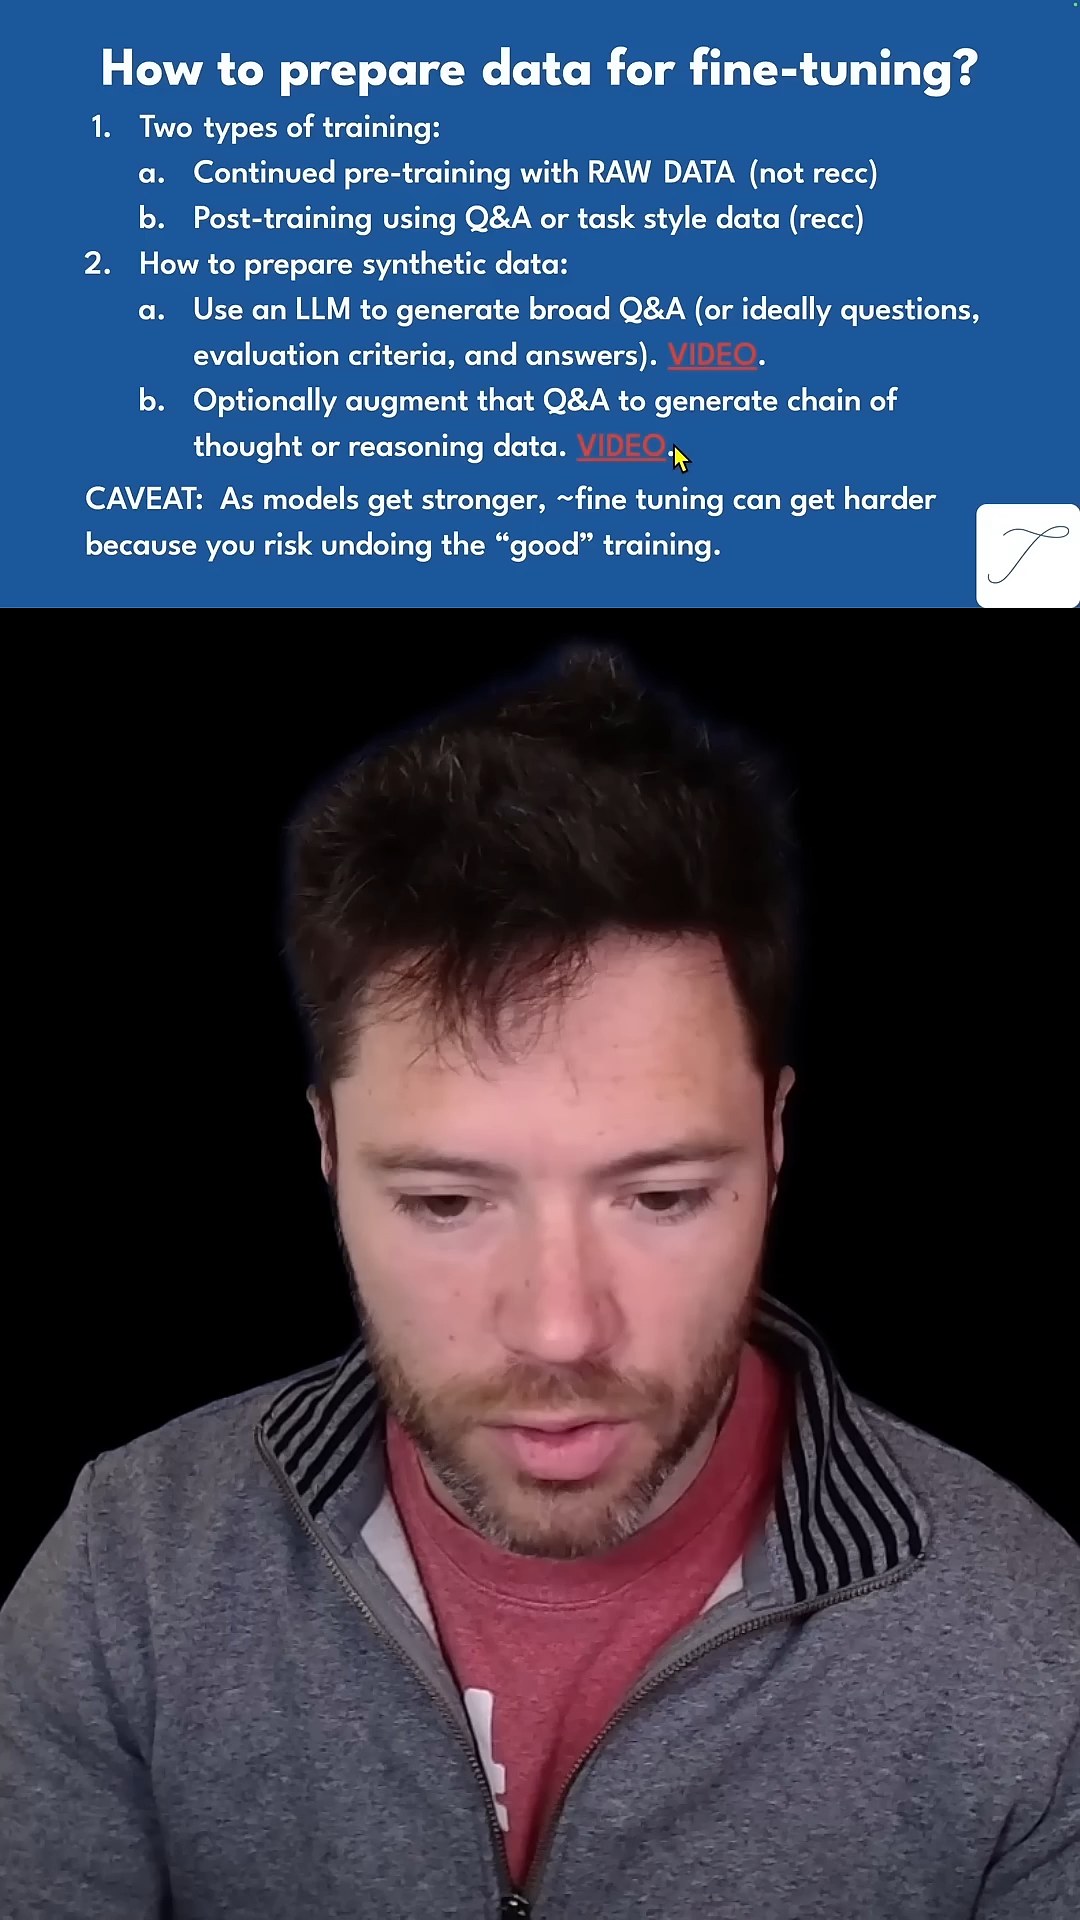 How to prepare data for fine-tuning?
1. Two types of training:
a. Continued pre-training with RAW DATA (not recc)
b. Post-training using Q&A or task style data (recc)
2. How to prepare synthetic data:
a. Use an LLM to generate broad Q&A (or ideally questions,
evaluation criteria, and answers). VIDEO.
b. Optionally augment that Q&A to generate chain of
thought or reasoning data. VIDEO.
CAVEAT: As models get stronger, ~fine tuning can get harder
because you risk undoing the “good” training.